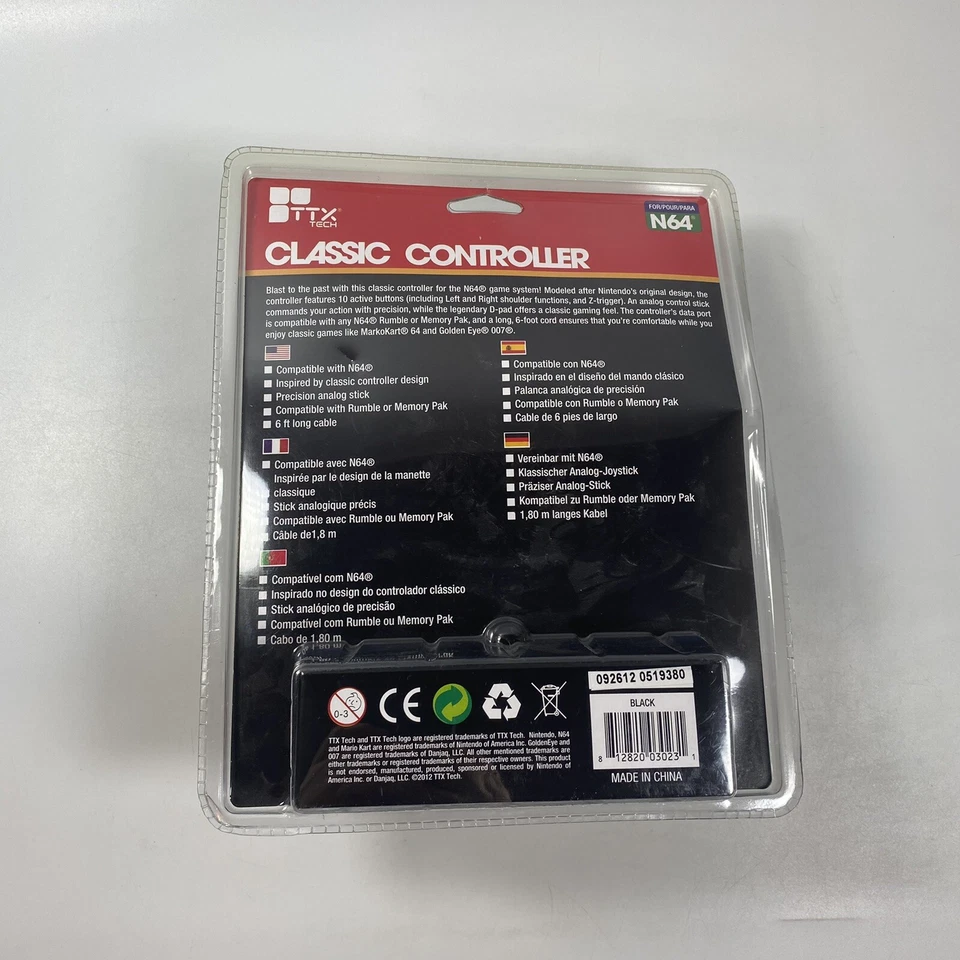 TTX®
TECH
FOR/POUR/PARA
N64®
CLASSIC CONTROLLER
Blast to the past with this classic controller for the N64® game system! Modeled after Nintendo's original design, the
controller features 10 active buttons (including Left and Right shoulder functions, and Z-trigger). An analog control stick
commands your action with precision, while the legendary D-pad offers a classic gaming feel. The controller's data port
is compatible with any N64® Rumble or Memory Pak, and a long, 6-foot cord ensures that you're comfortable while you
enjoy classic games like MarkoKart® 64 and Golden Eye® 007®.
Compatible with N64®
Inspired by classic controller design
Precision analog stick
Compatible with Rumble or Memory Pak
6 ft long cable
Compatible con N64®
Inspirado en el diseño del mando clásico
Palanca analógica de precisión
Compatible con Rumble o Memory Pak
Cable de 6 pies de largo
Compatible avec N64®
Inspirée par le design de la manette
classique
Stick analogique précis
Compatible avec Rumble ou Memory Pak
Câble de1,8 m
Vereinbar mit N64®
Klassischer Analog-Joystick
Präziser Analog-Stick
Kompatibel zu Rumble oder Memory Pak
1,80 m langes Kabel
Compatível com N64®
Inspirado no design do controlador clássico
Stick analógico de precisão
Compatível com Rumble ou Memory Pak
Cabo de 1,80 m
0-3
CE
TTX Tech and TTX Tech logo are registered trademarks of TTX Tech. Nintendo, N64
and Mario Kart are registered trademarks of Nintendo of America Inc. GoldenEye and
007 are registered trademarks of Danjaq, LLC. All other mentioned trademarks are
either trademarks or registered trademarks of their respective owners. This product
is not endorsed, manufactured, produced, sponsored or licensed by Nintendo of
America Inc. or Danjaq, LLC. ©2012 TTX Tech.
092612 0519380
BLACK
8 12820 03023 1
MADE IN CHINA